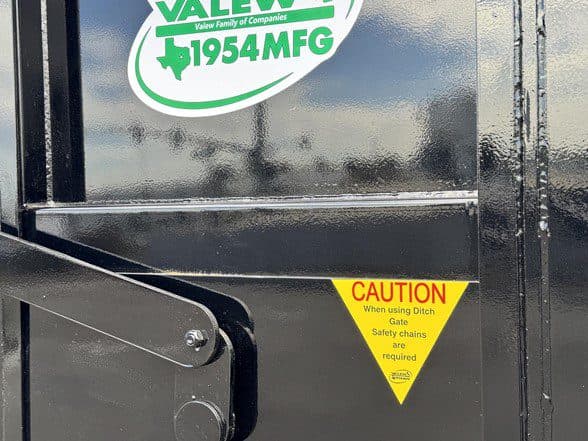 VALEW
Valew Family of Companies
1954MFG
CAUTION
When using Ditch
Gate
Safety chains
are
required